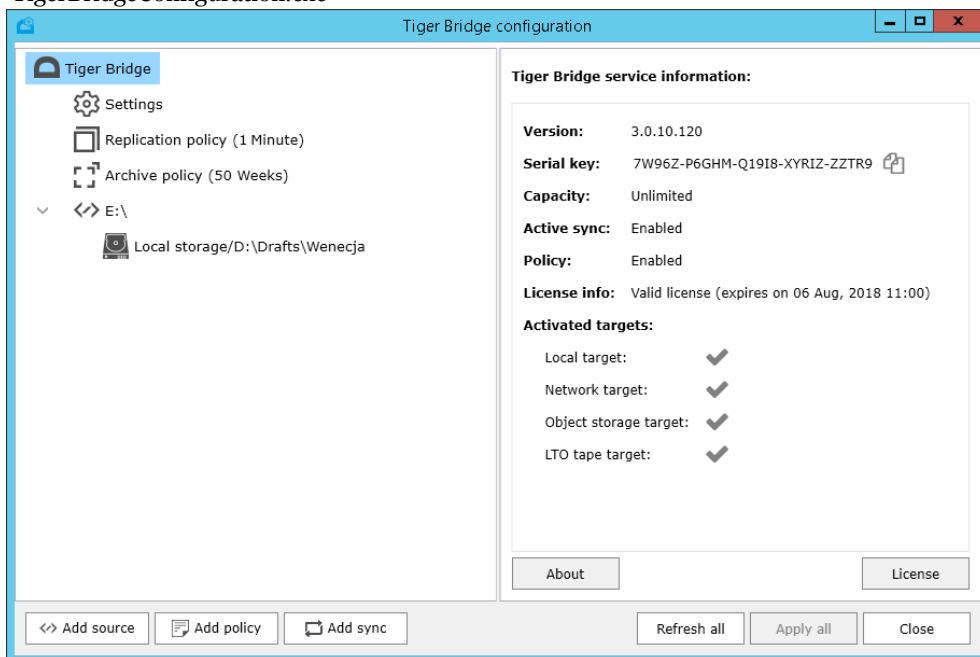 TigerBridgeConfiguration.exe
Tiger Bridge configuration
Tiger Bridge
Settings
Replication policy (1 Minute)
Archive policy (50 Weeks)
E:\
Local storage/D:\Drafts\Wenecja
Tiger Bridge service information:
Version: 3.0.10.120
Serial key: 7W96Z-P6GHM-Q19I8-XYRIZ-ZZTR9
Capacity: Unlimited
Active sync: Enabled
Policy: Enabled
License info: Valid license (expires on 06 Aug, 2018 11:00)
Activated targets:
Local target:
Network target:
Object storage target:
LTO tape target:
About License
Add source Add policy Add sync Refresh all Apply all Close